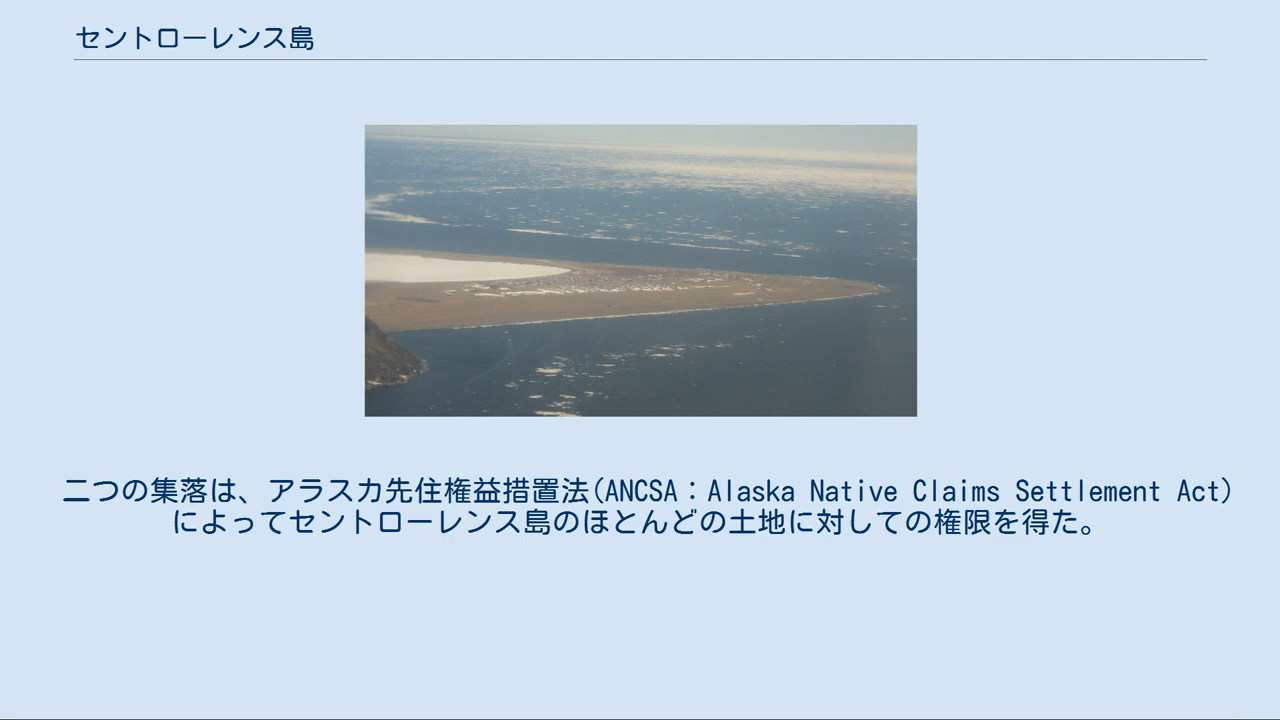 セントローレンス島
二つの集落は、アラスカ先住権益措置法(ANCSA：Alaska Native Claims Settlement Act)
によってセントローレンス島のほとんどの土地に対しての権限を得た。